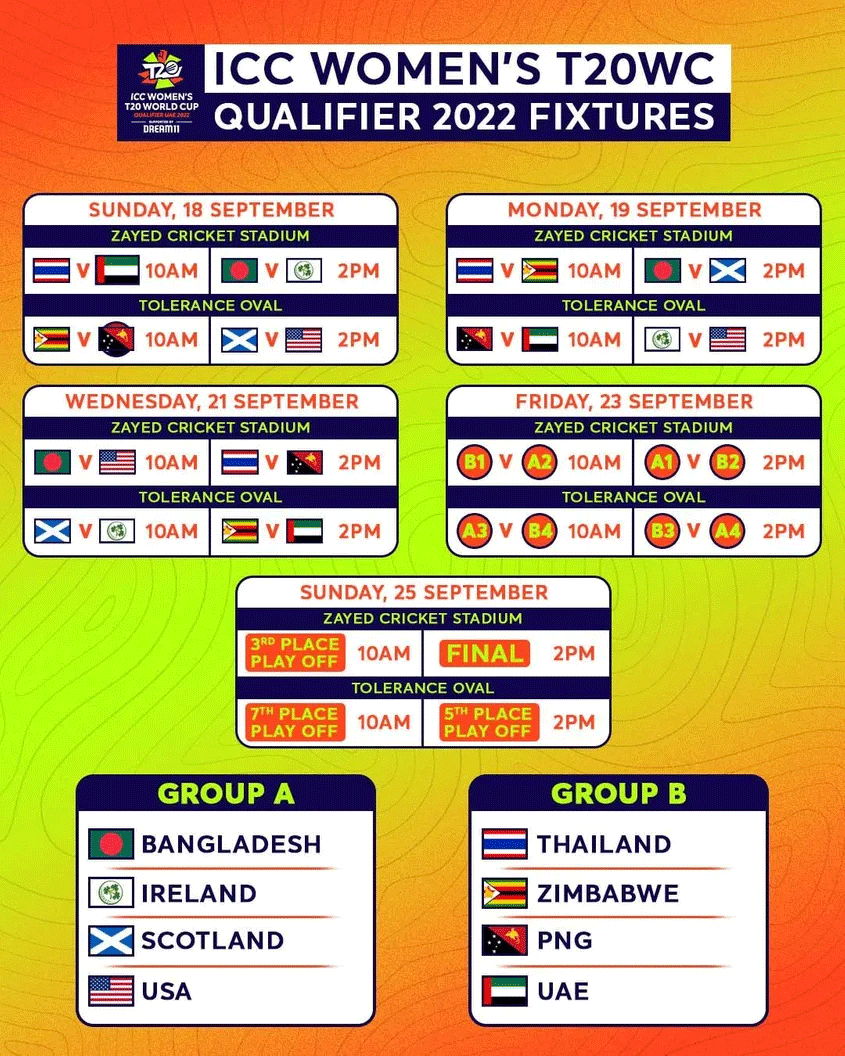 ICC WOMEN'S T20WC
QUALIFIER 2022 FIXTURES
T20
ICC WOMEN'S
T20 WORLD CUP
QUALIFIER UAE 2022
SUPPORTED BY
DREAM11
SUNDAY, 18 SEPTEMBER
ZAYED CRICKET STADIUM
V 10AM V 2PM
TOLERANCE OVAL
V 10AM V 2PM
MONDAY, 19 SEPTEMBER
ZAYED CRICKET STADIUM
V 10AM V 2PM
TOLERANCE OVAL
V 10AM V 2PM
WEDNESDAY, 21 SEPTEMBER
ZAYED CRICKET STADIUM
V 10AM V 2PM
TOLERANCE OVAL
V 10AM V 2PM
FRIDAY, 23 SEPTEMBER
ZAYED CRICKET STADIUM
B1 V A2 10AM A1 V B2 2PM
TOLERANCE OVAL
A3 V B4 10AM B3 V A4 2PM
SUNDAY, 25 SEPTEMBER
ZAYED CRICKET STADIUM
3RD PLACE
PLAY OFF 10AM FINAL 2PM
TOLERANCE OVAL
7TH PLACE
PLAY OFF 10AM
5TH PLACE
PLAY OFF 2PM
GROUP A
BANGLADESH
IRELAND
SCOTLAND
USA
GROUP B
THAILAND
ZIMBABWE
PNG
UAE